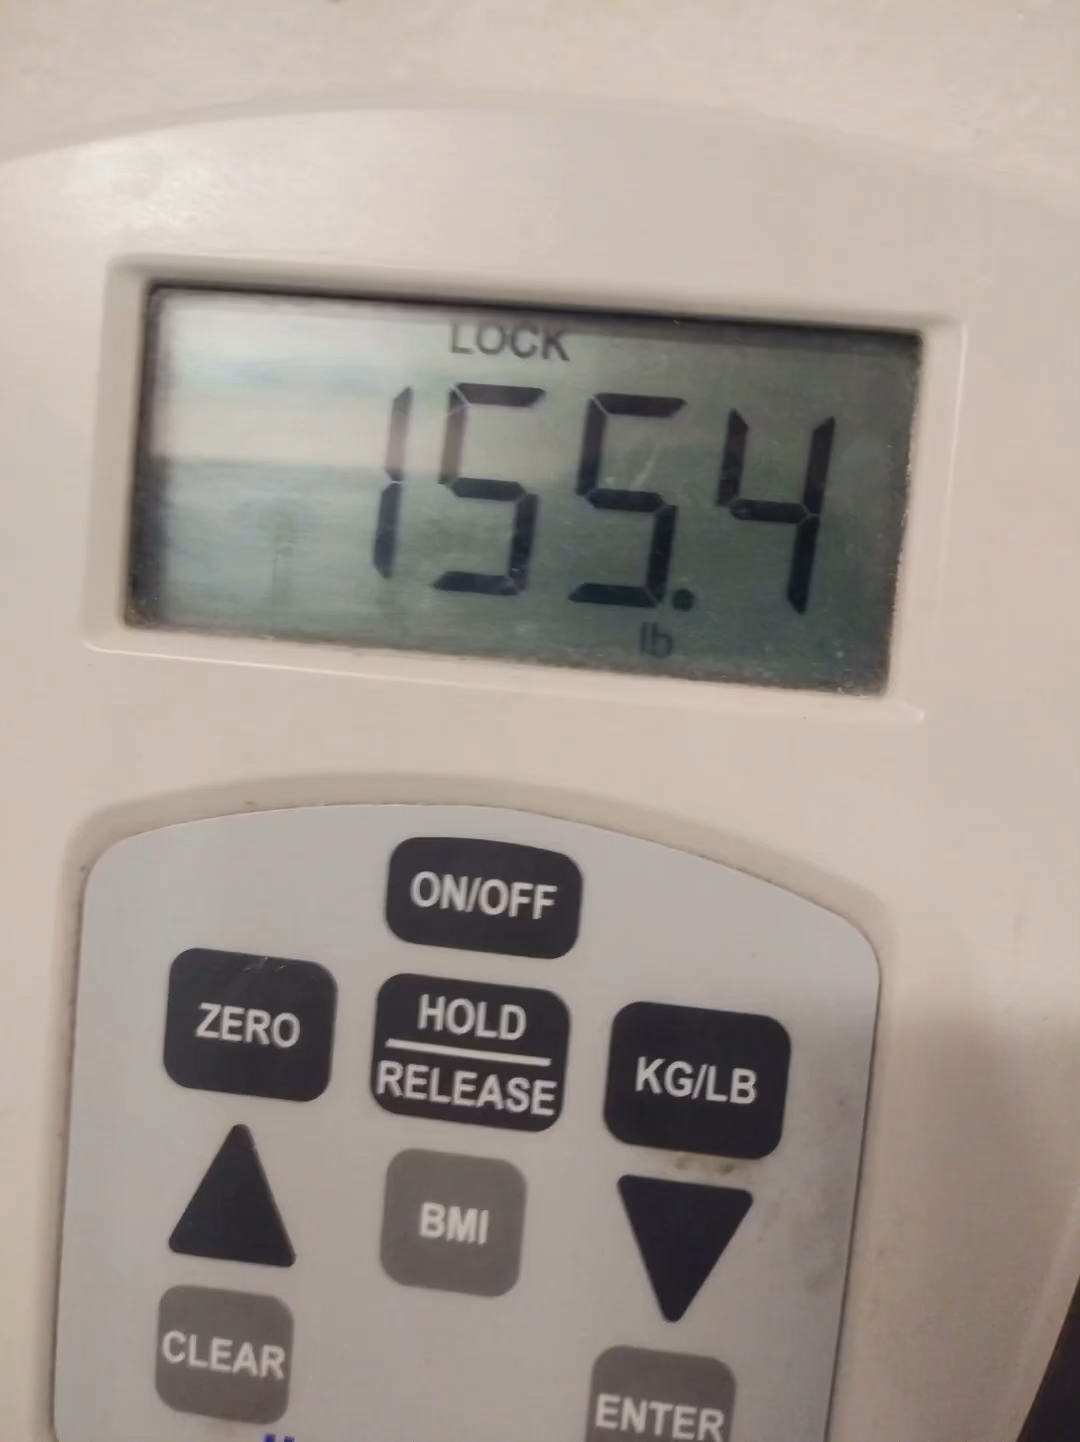 LOCK
155.4
lb
ON/OFF
ZERO
HOLD
RELEASE
KG/LB
BMI
CLEAR
ENTER